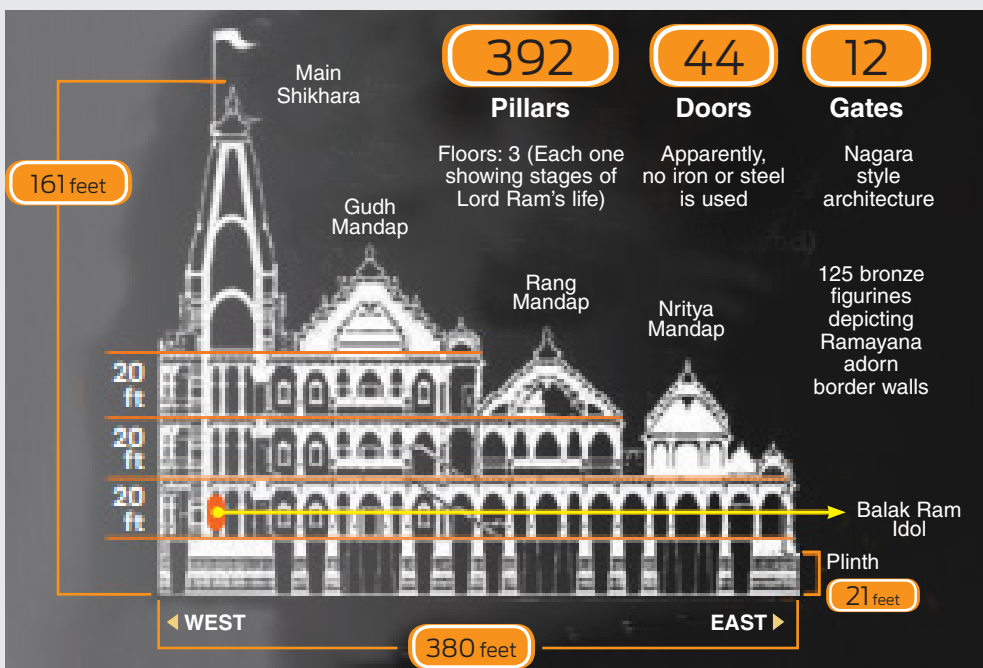 Main
Shikhara
161 feet
392
Pillars
Floors: 3 (Each one
showing stages of
Lord Ram's life)
44
Doors
Apparently,
no iron or steel
is used
12
Gates
Nagara
style
architecture
125 bronze
figurines
depicting
Ramayana
adorn
border walls
Gudh
Mandap
Rang
Mandap
Nritya
Mandap
20
ft
20
ft
20
ft
Balak Ram
Idol
Plinth
21 feet
WEST
EAST
380 feet